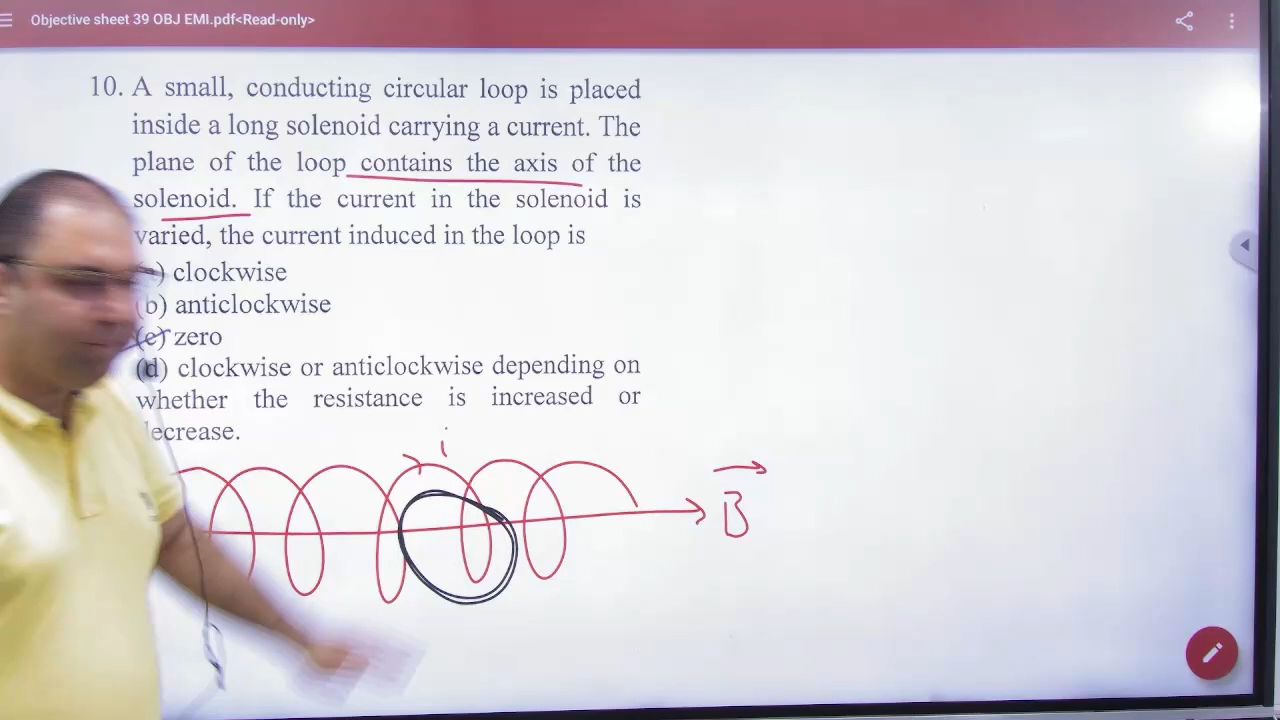 Objective sheet 39 OBJ EMI.pdf<Read-only>
10. A small, conducting circular loop is placed
inside a long solenoid carrying a current. The
plane of the loop contains the axis of the
solenoid. If the current in the solenoid is
varied, the current induced in the loop is
) clockwise
(b) anticlockwise
(c) zero
(d) clockwise or anticlockwise depending on
whether the resistance is increased or
ecrease.
i
B